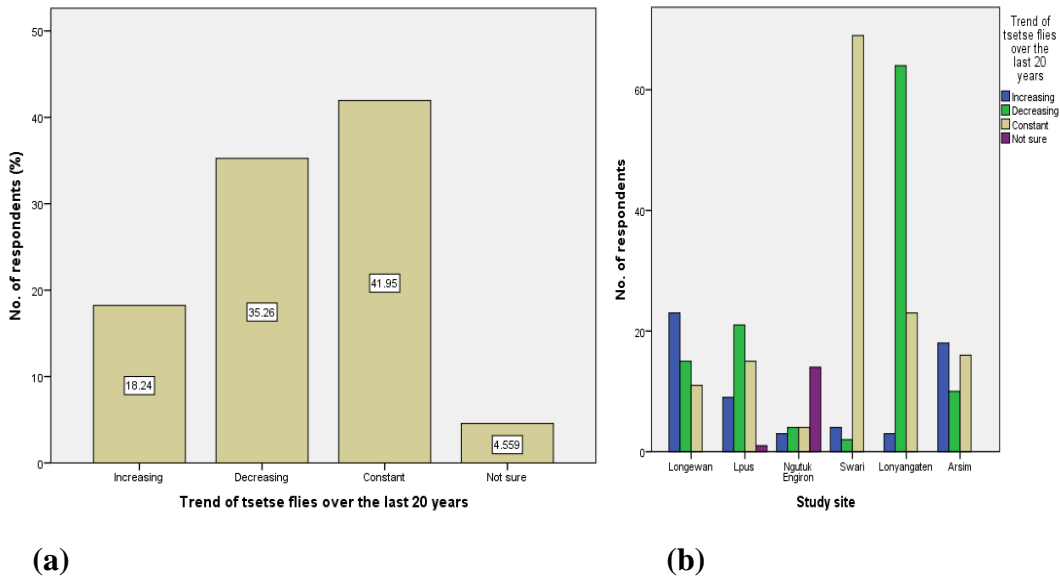 No. of respondents (%)
50
40
30
20
10
0
18.24
35.26
41.95
4.559
Increasing
Decreasing
Constant
Not sure
Trend of tsetse flies over the last 20 years
(a)
No. of respondents
60
40
20
0
Longewan
Lpus
Ngutuk
Engiron
Swari
Lonyangaten
Arsim
Study site
Trend of
tsetse flies
over the
last 20
years
Increasing
Decreasing
Constant
Not sure
(b)